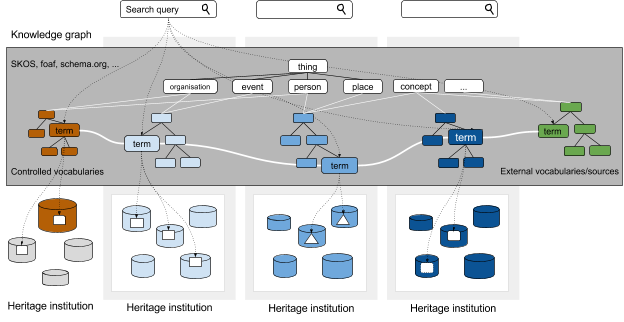 Search query
Knowledge graph
SKOS, foaf, schema.org, ...
thing
organisation
event
person
place
concept
...
term
term
term
term
term
Controlled vocabularies
External vocabularies/sources
Heritage institution
Heritage institution
Heritage institution
Heritage institution